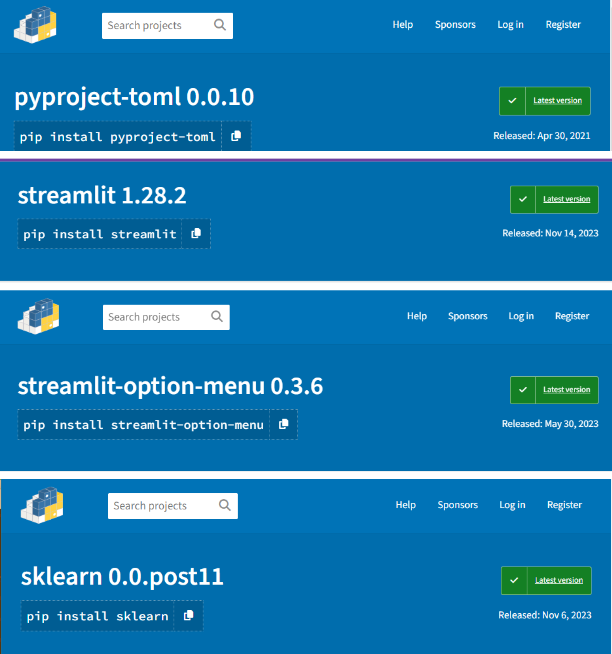 Search projects
Help Sponsors Log in Register
pyproject-toml 0.0.10
Latest version
pip install pyproject-toml
Released: Apr 30, 2021
streamlit 1.28.2
Latest version
pip install streamlit
Released: Nov 14, 2023
Search projects
Help Sponsors Log in Register
streamlit-option-menu 0.3.6
Latest version
pip install streamlit-option-menu
Released: May 30, 2023
Search projects
Help Sponsors Log in Register
sklearn 0.0.post11
Latest version
pip install sklearn
Released: Nov 6, 2023